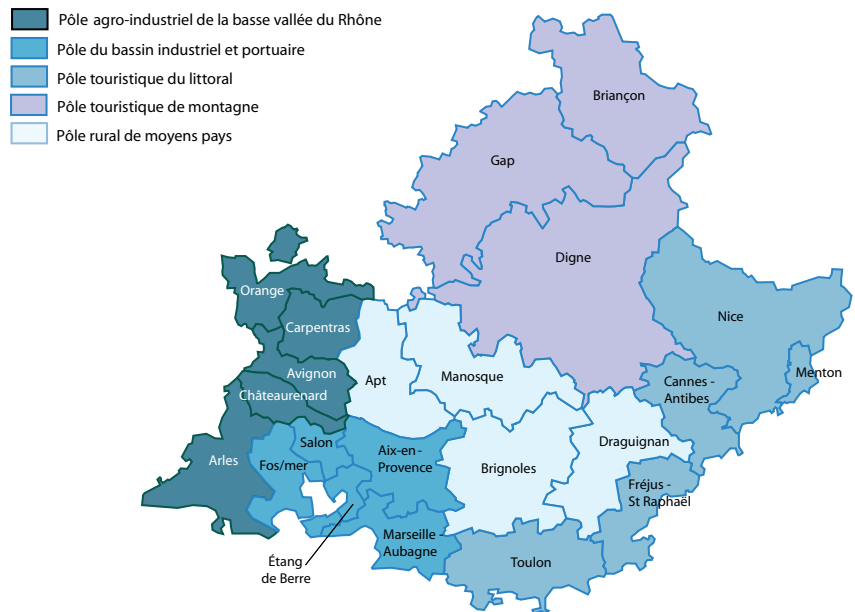 Pôle agro-industriel de la basse vallée du Rhône
Pôle du bassin industriel et portuaire
Pôle touristique du littoral
Pôle touristique de montagne
Pôle rural de moyens pays
Briançon
Gap
Digne
Orange
Nice
Carpentras
Avignon
Menton
Apt
Manosque
Cannes -
Antibes
Châteaurenard
Salon
Aix-en-
Provence
Draguignan
Arles
Fos/mer
Brignoles
Fréjus -
St Raphaël
Marseille -
Aubagne
Toulon
Étang
de Berre